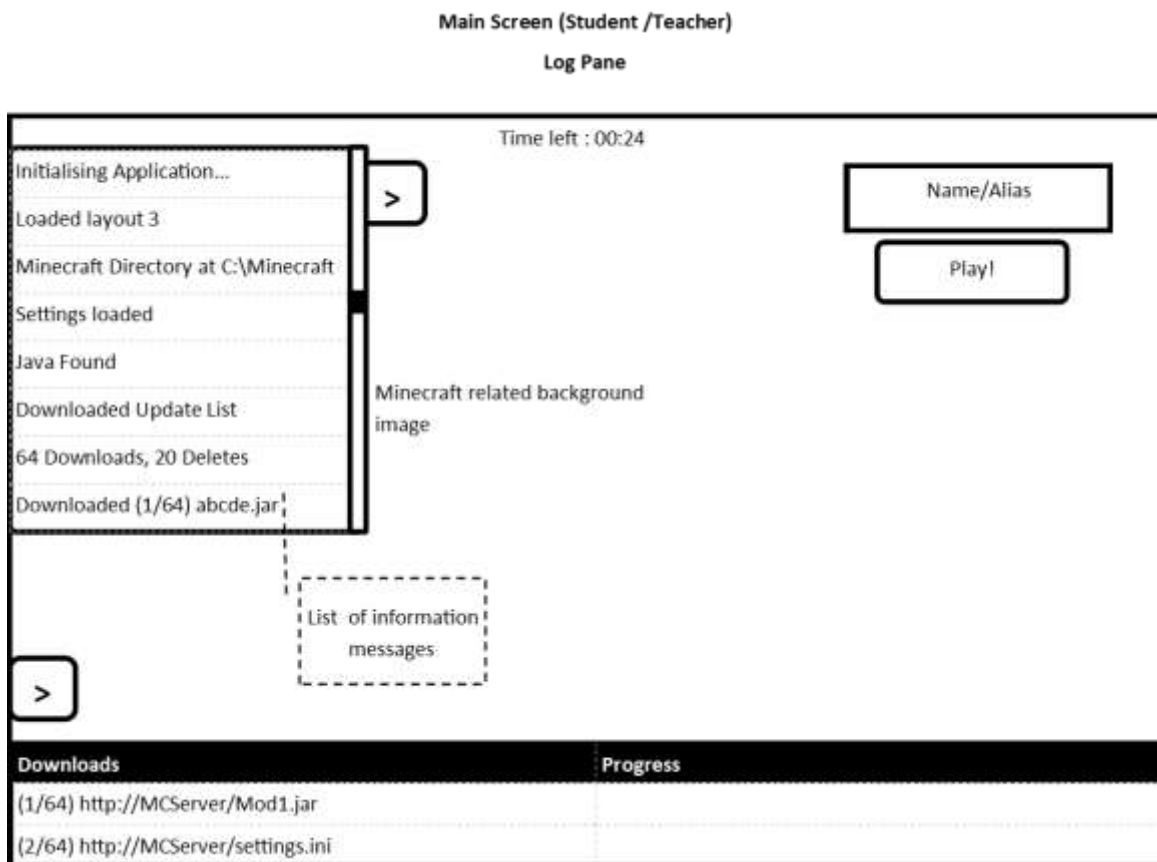 Main Screen (Student /Teacher)
Log Pane
Time left : 00:24
Initialising Application...
Loaded layout 3
Minecraft Directory at C:\Minecraft
Settings loaded
Java Found
Downloaded Update List
64 Downloads, 20 Deletes
Downloaded (1/64) abcde.jar
>
Name/Alias
Play!
Minecraft related background
image
List of information
messages
>
Downloads Progress
(1/64) http://MCServer/Mod1.jar
(2/64) http://MCServer/settings.ini